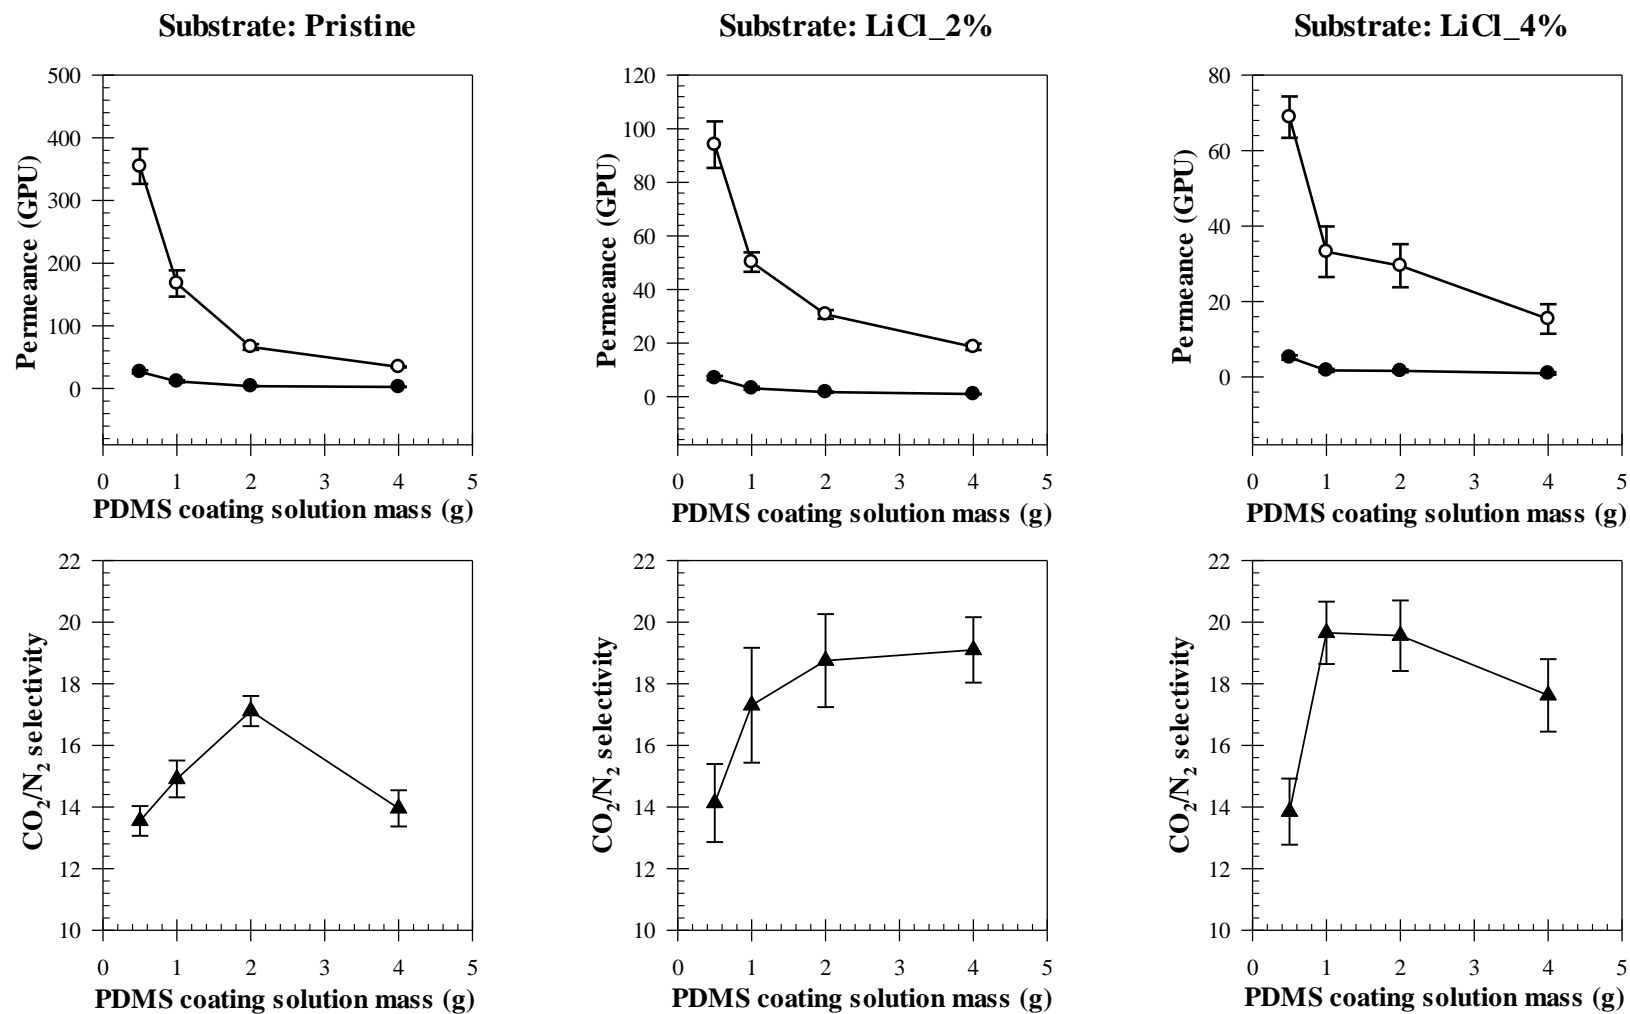 Substrate: Pristine
Substrate: LiCl_2%
Substrate: LiCl_4%
500
400
300
200
100
0
Permeance (GPU)
0 1 2 3 4 5
PDMS coating solution mass (g)
120
100
80
60
40
20
0
Permeance (GPU)
0 1 2 3 4 5
PDMS coating solution mass (g)
80
60
40
20
0
Permeance (GPU)
0 1 2 3 4 5
PDMS coating solution mass (g)
22
20
18
16
14
12
10
CO₂/N₂ selectivity
0 1 2 3 4 5
PDMS coating solution mass (g)
22
20
18
16
14
12
10
CO₂/N₂ selectivity
0 1 2 3 4 5
PDMS coating solution mass (g)
22
20
18
16
14
12
10
CO₂/N₂ selectivity
0 1 2 3 4 5
PDMS coating solution mass (g)